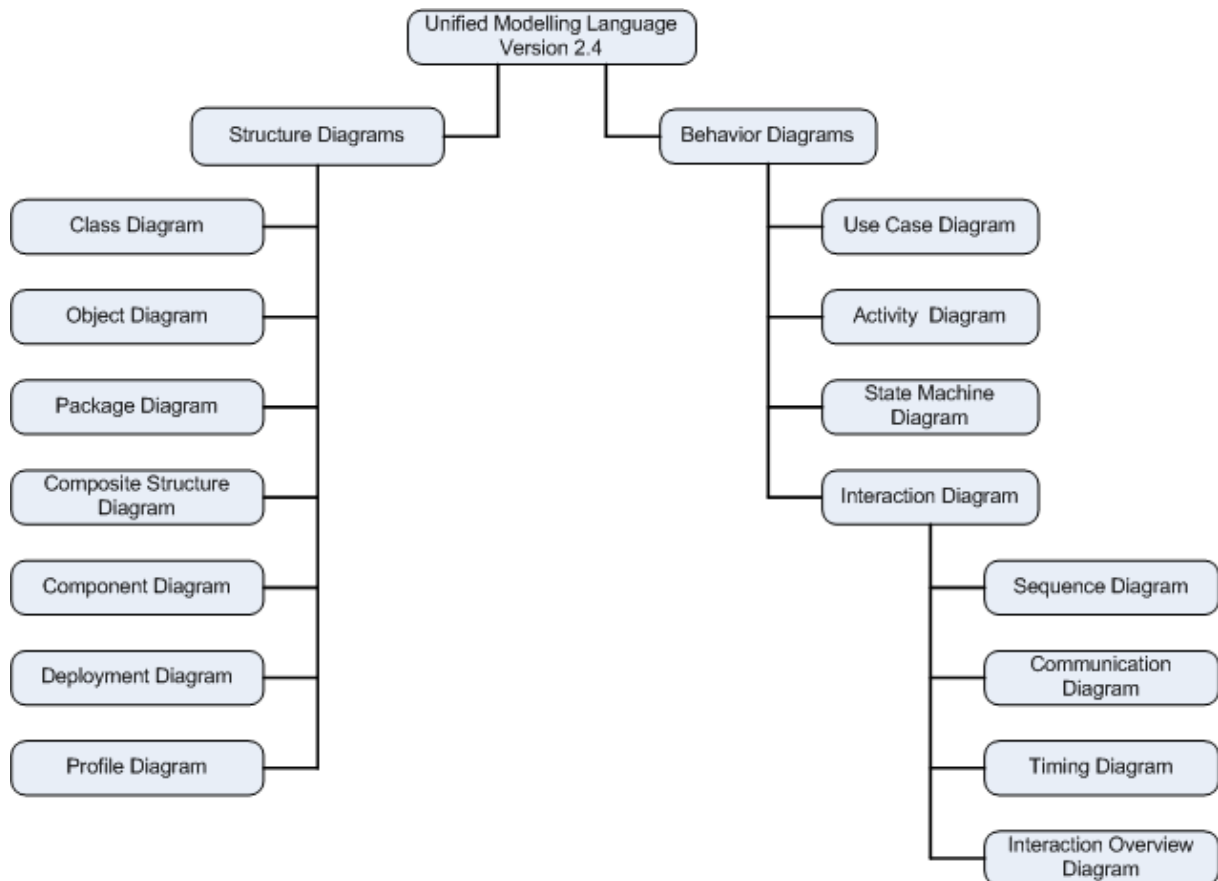 Unified Modelling Language
Version 2.4
Structure Diagrams
Behavior Diagrams
Class Diagram
Use Case Diagram
Object Diagram
Activity Diagram
Package Diagram
State Machine
Diagram
Composite Structure
Diagram
Interaction Diagram
Component Diagram
Sequence Diagram
Deployment Diagram
Communication
Diagram
Profile Diagram
Timing Diagram
Interaction Overview
Diagram